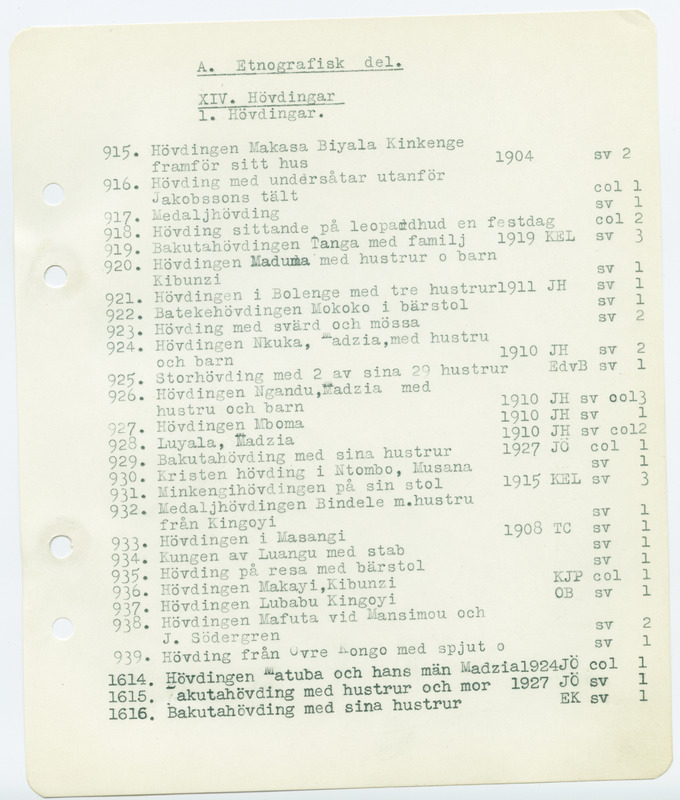 A. Etnografisk del.
XIV. Hövdingar
1. Hövdingar.
915. Hövdingen Makasa Biyala Kinkenge
framför sitt hus 1904 sv 2
916. Hövding med undersåtar utanför
Jakobssons tält col 1
917. Medaljhövding sv 1
918. Hövding sittande på leopardhud en festdag col 2
919. Bakutahövdingen Tanga med familj 1919 KEL sv 3
920. Hövdingen Maduma med hustrur o barn
Kibunzi sv 1
921. Hövdingen i Bolenge med tre hustrur1911 JH sv 1
922. Batekehövdingen Mokoko i bärstol sv 1
923. Hövding med svärd och mössa sv 2
924. Hövdingen Nkuka, Madzia,med hustru
och barn 1910 JH sv 2
925. Storhövding med 2 av sina 29 hustrur EdvB sv 1
926. Hövdingen Ngandu,Madzia med
hustru och barn 1910 JH sv col3
927. Hövdingen Mboma 1910 JH sv 1
928. Luyala, Madzia 1910 JH sv col2
929. Bakutahövding med sina hustrur 1927 JÖ col 1
930. Kristen hövding i Ntombo, Musana sv 1
931. Minkengihövdingen på sin stol 1915 KEL sv 3
932. Medaljhövdingen Bindele m.hustru
från Kingoyi sv 1
933. Hövdingen i Masangi 1908 TC sv 1
934. Kungen av Luangu med stab sv 1
935. Hövding på resa med bärstol sv 1
936. Hövdingen Makayi,Kibunzi KJP col 1
937. Hövdingen Lubabu Kingoyi OB sv 1
938. Hövdingen Mafuta vid Mansimou och
J. Södergren sv 2
939. Hövding från Övre Kongo med spjut o sv 1
1614. Hövdingen Matuba och hans män Madzia1924JÖ col 1
1615. Bakutahövding med hustrur och mor 1927 JÖ sv 1
1616. Bakutahövding med sina hustrur EK sv 1